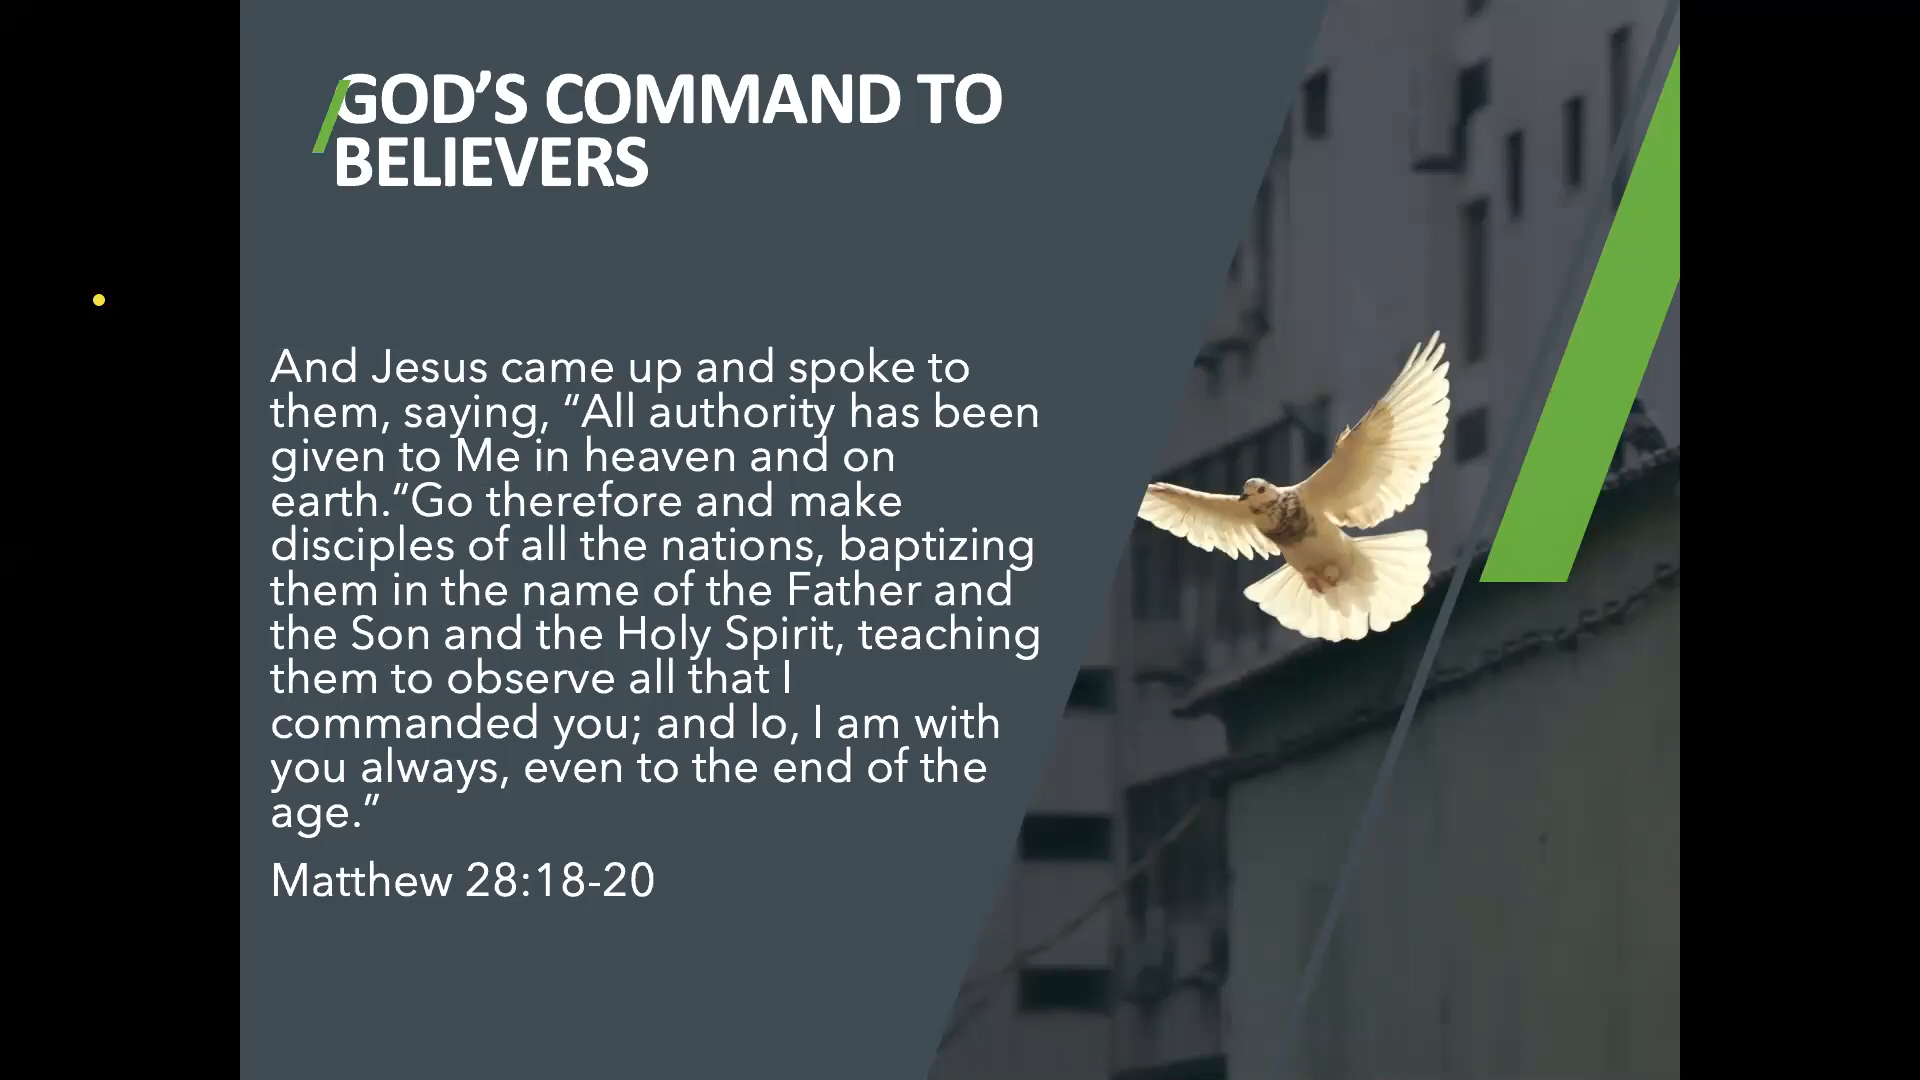 GOD’S COMMAND TO
BELIEVERS
And Jesus came up and spoke to
them, saying, “All authority has been
given to Me in heaven and on
earth.“Go therefore and make
disciples of all the nations, baptizing
them in the name of the Father and
the Son and the Holy Spirit, teaching
them to observe all that I
commanded you; and lo, I am with
you always, even to the end of the
age.”
Matthew 28:18-20